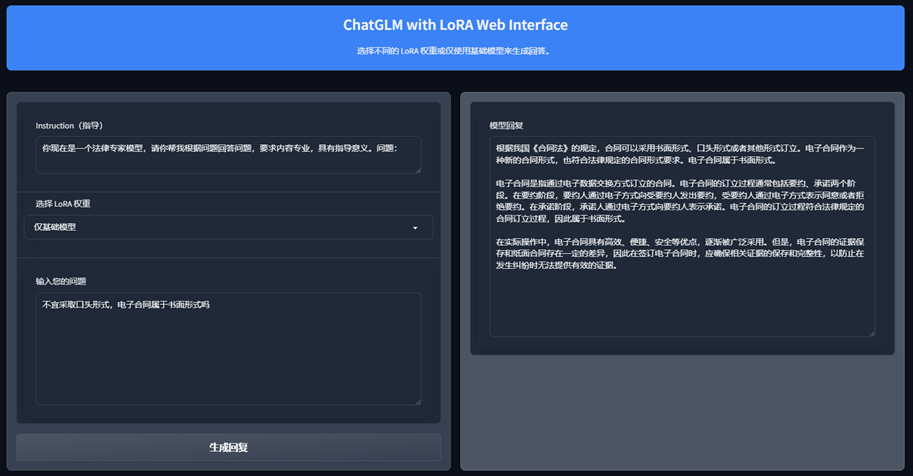 ChatGLM with LoRA Web Interface
选择不同的 LoRA 权重或仅使用基础模型来生成回答。
Instruction（指导）
你现在是一个法律专家模型，请你帮我根据问题回答问题，要求内容专业，具有指导意义。问题：
选择 LoRA 权重
仅基础模型
输入您的问题
不宜采取口头形式，电子合同属于书面形式吗
生成回复
模型回复
根据我国《合同法》的规定，合同可以采用书面形式、口头形式或者其他形式订立。电子合同作为一
种新的合同形式，也符合法律规定的合同形式要求。电子合同属于书面形式。
电子合同是指通过电子数据交换方式订立的合同。电子合同的订立过程通常包括要约、承诺两个阶
段。在要约阶段，要约人通过电子方式向受要约人发出要约，受要约人通过电子方式表示同意或者拒
绝要约。在承诺阶段，承诺人通过电子方式向要约人表示承诺。电子合同的订立过程符合法律规定的
合同订立过程，因此属于书面形式。
在实际操作中，电子合同具有高效、便捷、安全等优点，逐渐被广泛采用。但是，电子合同的证据保
存和纸面合同存在一定的差异，因此在签订电子合同时，应确保相关证据的保存和完整性，以防止在
发生纠纷时无法提供有效的证据。